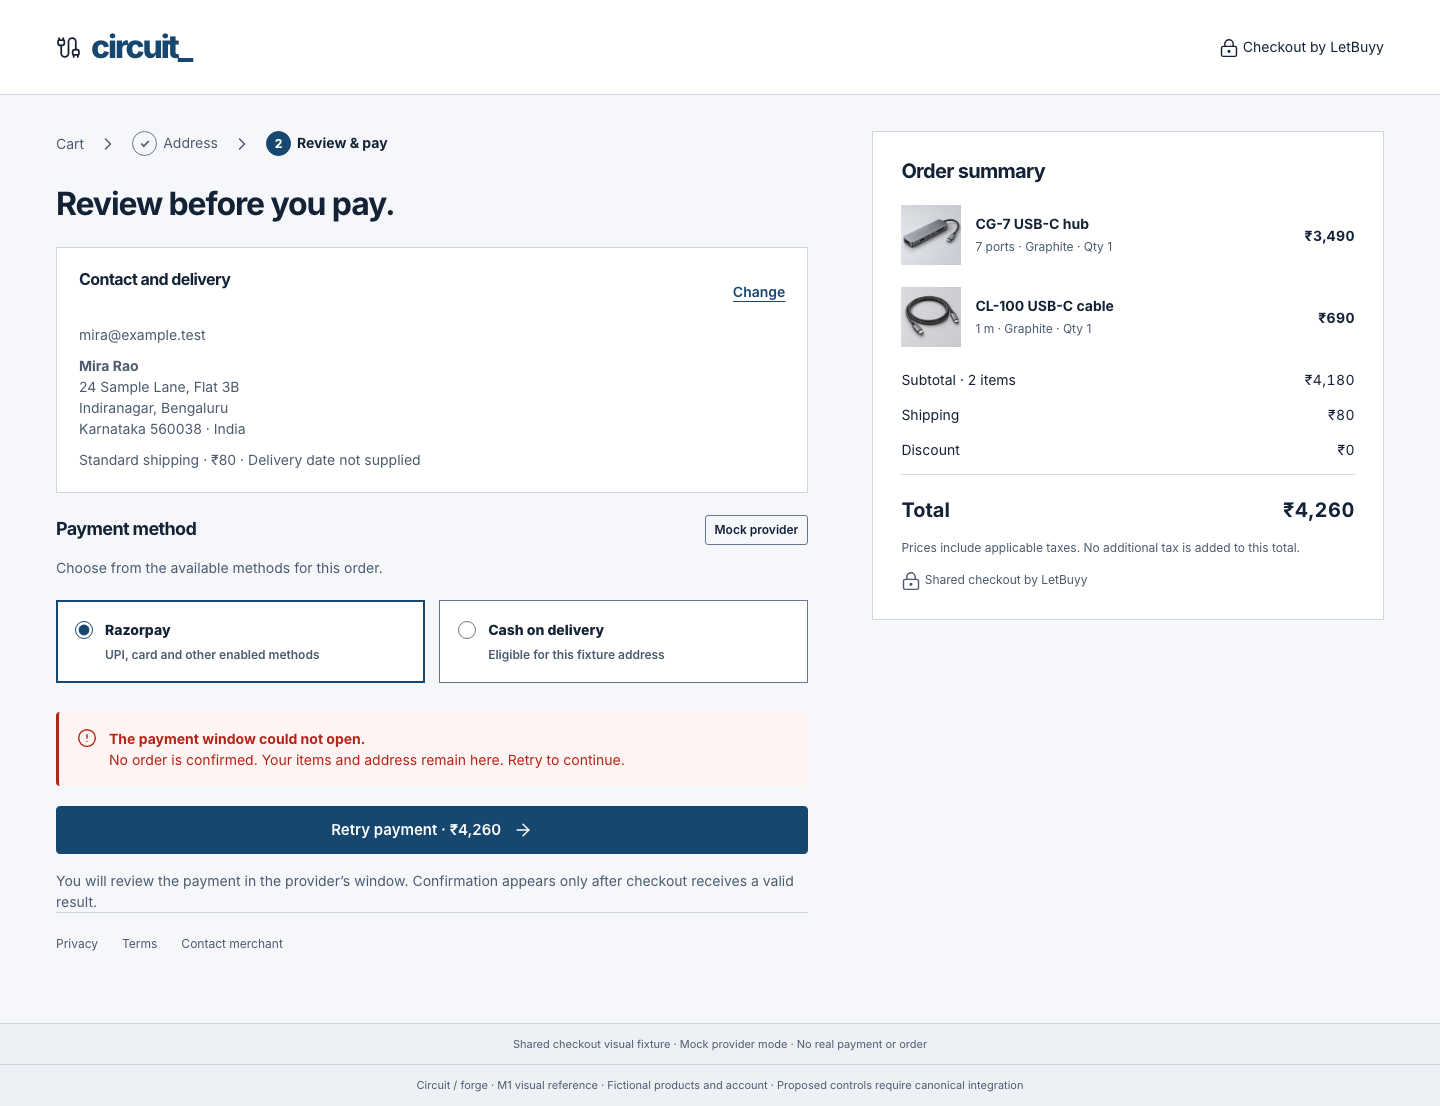 circuit_
Checkout by LetBuyy
Cart
Address
2 Review & pay
Review before you pay.
Contact and delivery
Change
mira@example.test
Mira Rao
24 Sample Lane, Flat 3B
Indiranagar, Bengaluru
Karnataka 560038 · India
Standard shipping · ₹80 · Delivery date not supplied
Payment method
Mock provider
Choose from the available methods for this order.
Razorpay
UPI, card and other enabled methods
Cash on delivery
Eligible for this fixture address
The payment window could not open.
No order is confirmed. Your items and address remain here. Retry to continue.
Retry payment · ₹4,260
You will review the payment in the provider’s window. Confirmation appears only after checkout receives a valid
result.
Privacy
Terms
Contact merchant
Order summary
CG-7 USB-C hub
7 ports · Graphite · Qty 1
₹3,490
CL-100 USB-C cable
1 m · Graphite · Qty 1
₹690
Subtotal · 2 items ₹4,180
Shipping ₹80
Discount ₹0
Total ₹4,260
Prices include applicable taxes. No additional tax is added to this total.
Shared checkout by LetBuyy
Shared checkout visual fixture · Mock provider mode · No real payment or order
Circuit / forge · M1 visual reference · Fictional products and account · Proposed controls require canonical integration